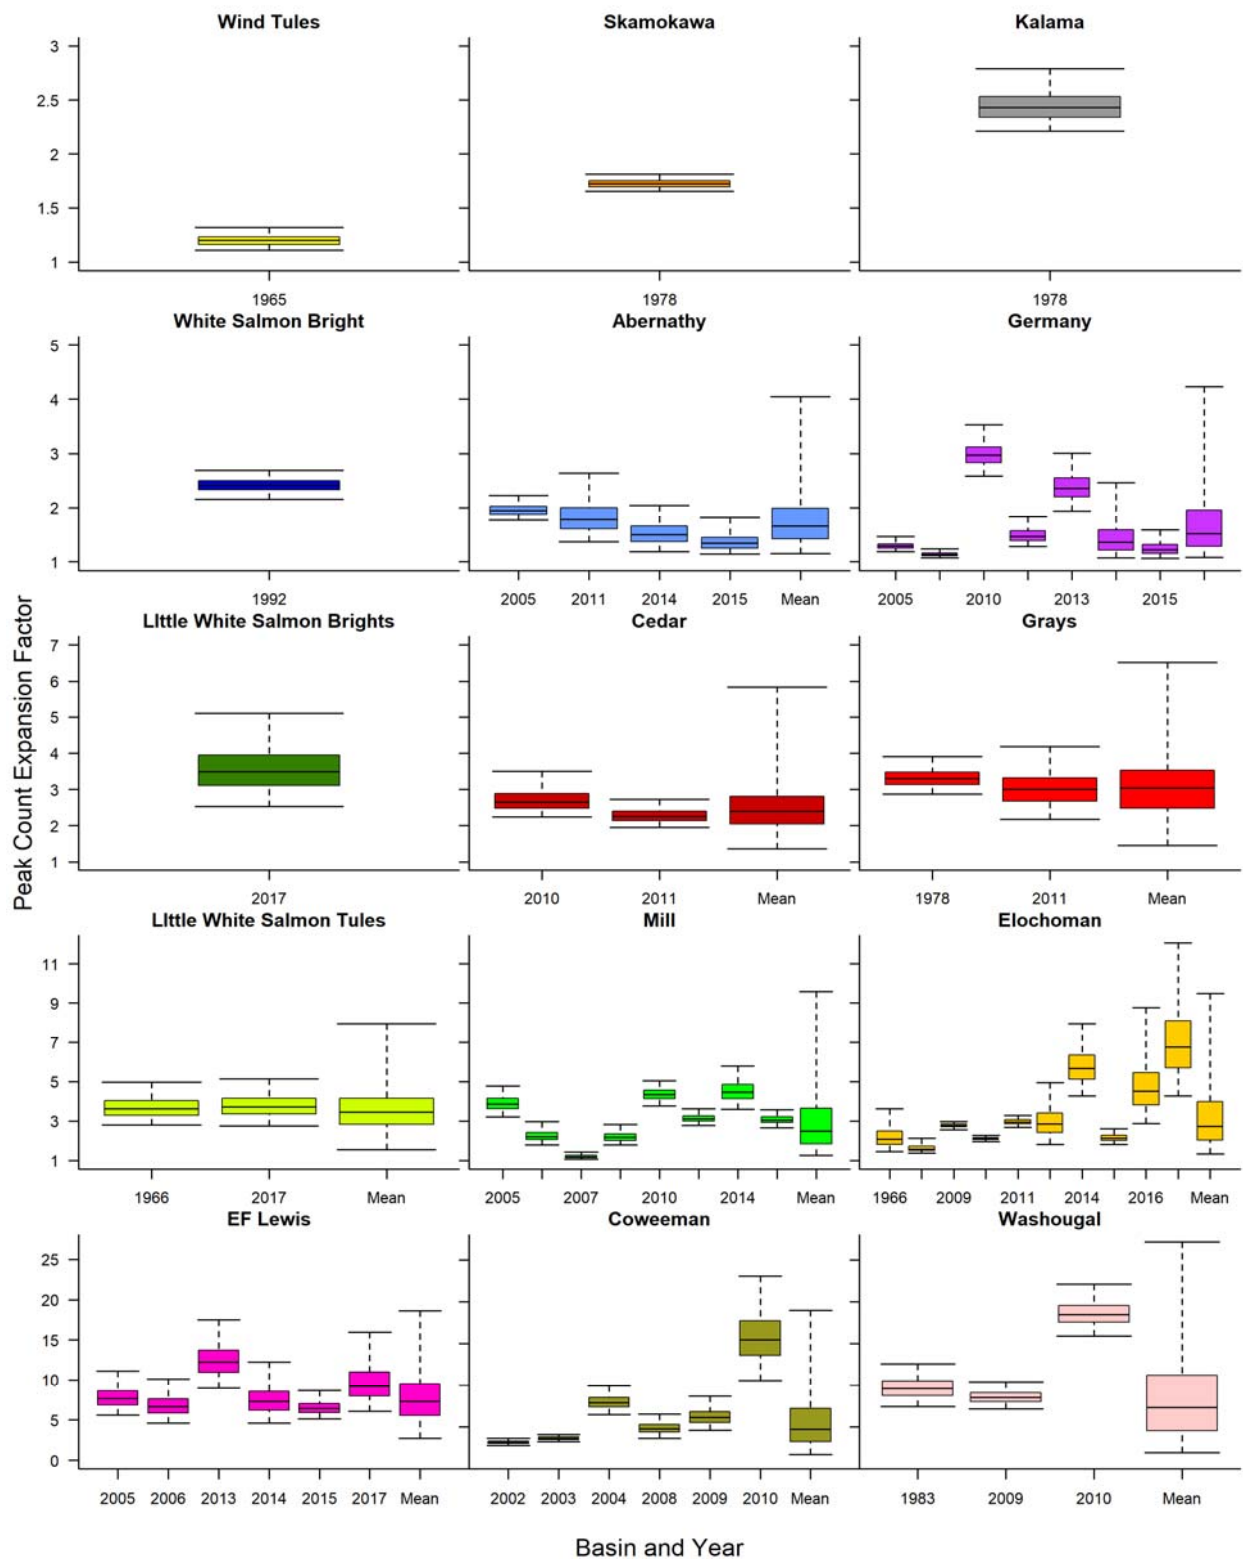 Wind Tules Skamokawa Kalama
3
2.5
2
1.5
1
1965 1978 1978
White Salmon Bright Abernathy Germany
5
4
3
2
1
1992 2005 2011 2014 2015 Mean 2005 2010 2013 2015
LIttle White Salmon Brights Cedar Grays
7
6
5
4
3
2
1
2017 2010 2011 Mean 1978 2011 Mean
LIttle White Salmon Tules Mill Elochoman
11
9
7
5
3
1
1966 2017 Mean 2005 2007 2010 2014 Mean 1966 2009 2011 2014 2016 Mean
EF Lewis Coweeman Washougal
25
20
15
10
5
0
2005 2006 2013 2014 2015 2017 Mean 2002 2003 2004 2008 2009 2010 Mean 1983 2009 2010 Mean
Peak Count Expansion Factor
Basin and Year